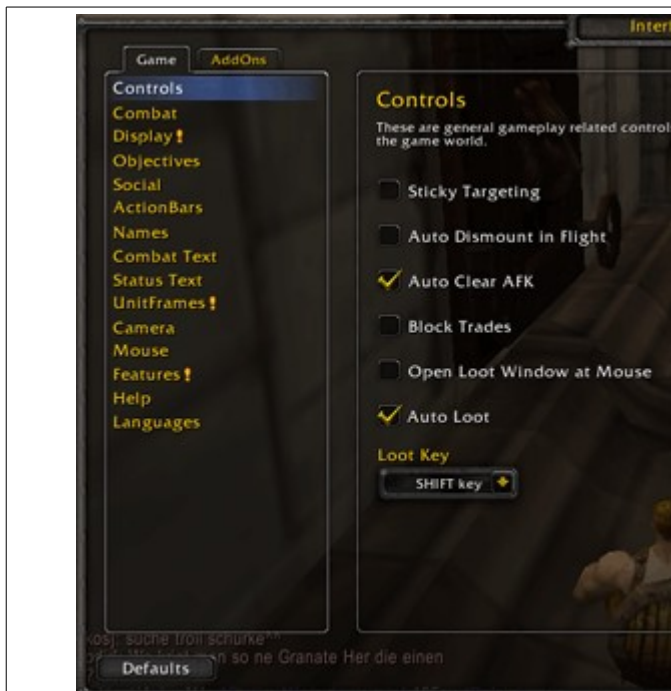 Inter
Game
AddOns
Controls
Combat
Display !
Objectives
Social
ActionBars
Names
Combat Text
Status Text
UnitFrames !
Camera
Mouse
Features !
Help
Languages
Controls
These are general gameplay related control
the game world.
Sticky Targeting
Auto Dismount in Flight
Auto Clear AFK
Block Trades
Open Loot Window at Mouse
Auto Loot
Loot Key
SHIFT key
kos]: suche troll schurke^^
man so ne Granate Her die einen
Defaults